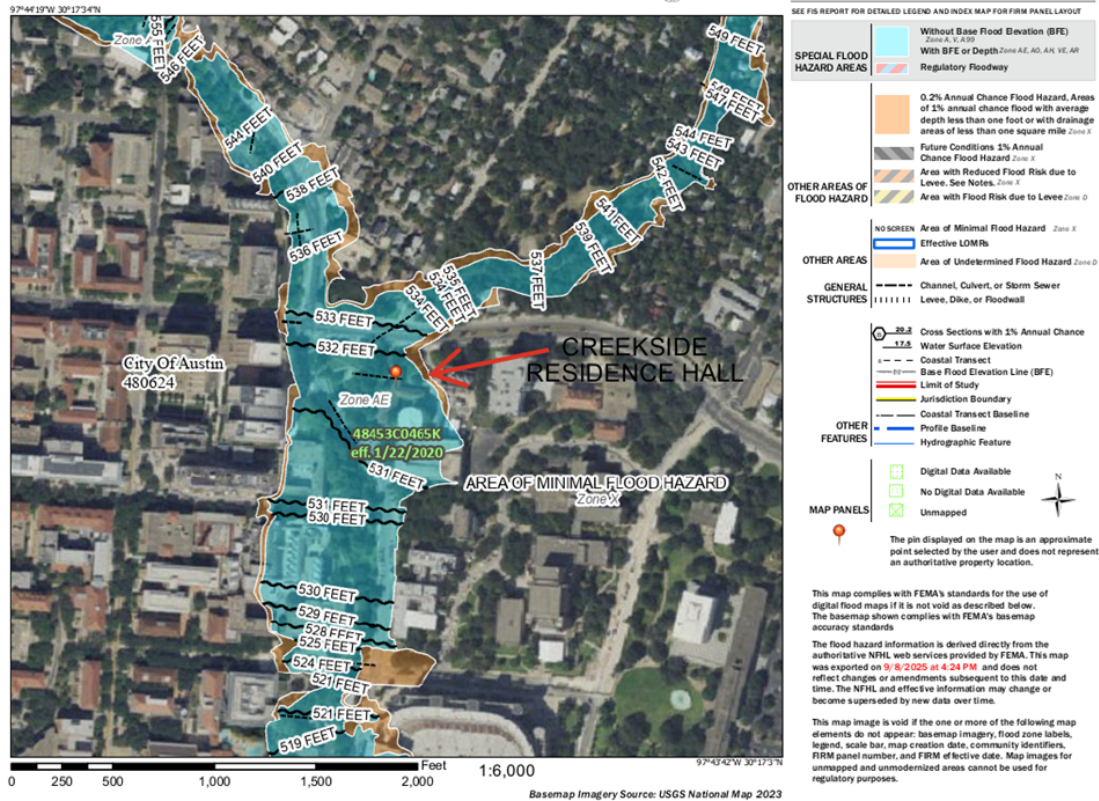 97°44'19"W 30°17'34"N
SEE FIS REPORT FOR DETAILED LEGEND AND INDEX MAP FOR FIRM PANEL LAYOUT
SPECIAL FLOOD
HAZARD AREAS
Without Base Flood Elevation (BFE)
Zone A, V, A99
With BFE or Depth Zone AE, AO, AH, VE, AR
Regulatory Floodway
OTHER AREAS OF
FLOOD HAZARD
0.2% Annual Chance Flood Hazard, Areas
of 1% annual chance flood with average
depth less than one foot or with drainage
areas of less than one square mile Zone X
Future Conditions 1% Annual
Chance Flood Hazard Zone X
Area with Reduced Flood Risk due to
Levee. See Notes. Zone X
Area with Flood Risk due to Levee Zone D
OTHER AREAS
NO SCREEN Area of Minimal Flood Hazard Zone X
Effective LOMRs
Area of Undetermined Flood Hazard Zone D
GENERAL
STRUCTURES
Channel, Culvert, or Storm Sewer
Levee, Dike, or Floodwall
OTHER
FEATURES
B 20.2 Cross Sections with 1% Annual Chance
17.5 Water Surface Elevation
Coastal Transect
Base Flood Elevation Line (BFE)
Limit of Study
Jurisdiction Boundary
Coastal Transect Baseline
Profile Baseline
Hydrographic Feature
MAP PANELS
Digital Data Available
No Digital Data Available
Unmapped
N
The pin displayed on the map is an approximate
point selected by the user and does not represent
an authoritative property location.
This map complies with FEMA's standards for the use of
digital flood maps if it is not void as described below.
The basemap shown complies with FEMA's basemap
accuracy standards
The flood hazard information is derived directly from the
authoritative NFHL web services provided by FEMA. This map
was exported on 9/8/2025 at 4:24 PM and does not
reflect changes or amendments subsequent to this date and
time. The NFHL and effective information may change or
become superseded by new data over time.
This map image is void if the one or more of the following map
elements do not appear: basemap imagery, flood zone labels,
legend, scale bar, map creation date, community identifiers,
FIRM panel number, and FIRM effective date. Map images for
unmapped and unmodernized areas cannot be used for
regulatory purposes.
Zone
546 FEET
549 FEET
547 FEET
544 FEET
544 FEET
543 FEET
542 FEET
540 FEET
538 FEET
541 FEET
539 FEET
536 FEET
537 FEET
535 FEET
534 FEET
534 FEET
533 FEET
532 FEET
CREEKSIDE
RESIDENCE HALL
City Of Austin
480624
Zone AE
48453C0465K
eff. 1/22/2020
531 FEET
AREA OF MINIMAL FLOOD HAZARD
Zone X
531 FEET
530 FEET
530 FEET
529 FEET
528 FEET
525 FEET
524 FEET
521 FEET
521 FEET
519 FEET
97°43'42"W 30°17'3"N
0 250 500 1,000 1,500 2,000 Feet
1:6,000
Basemap Imagery Source: USGS National Map 2023